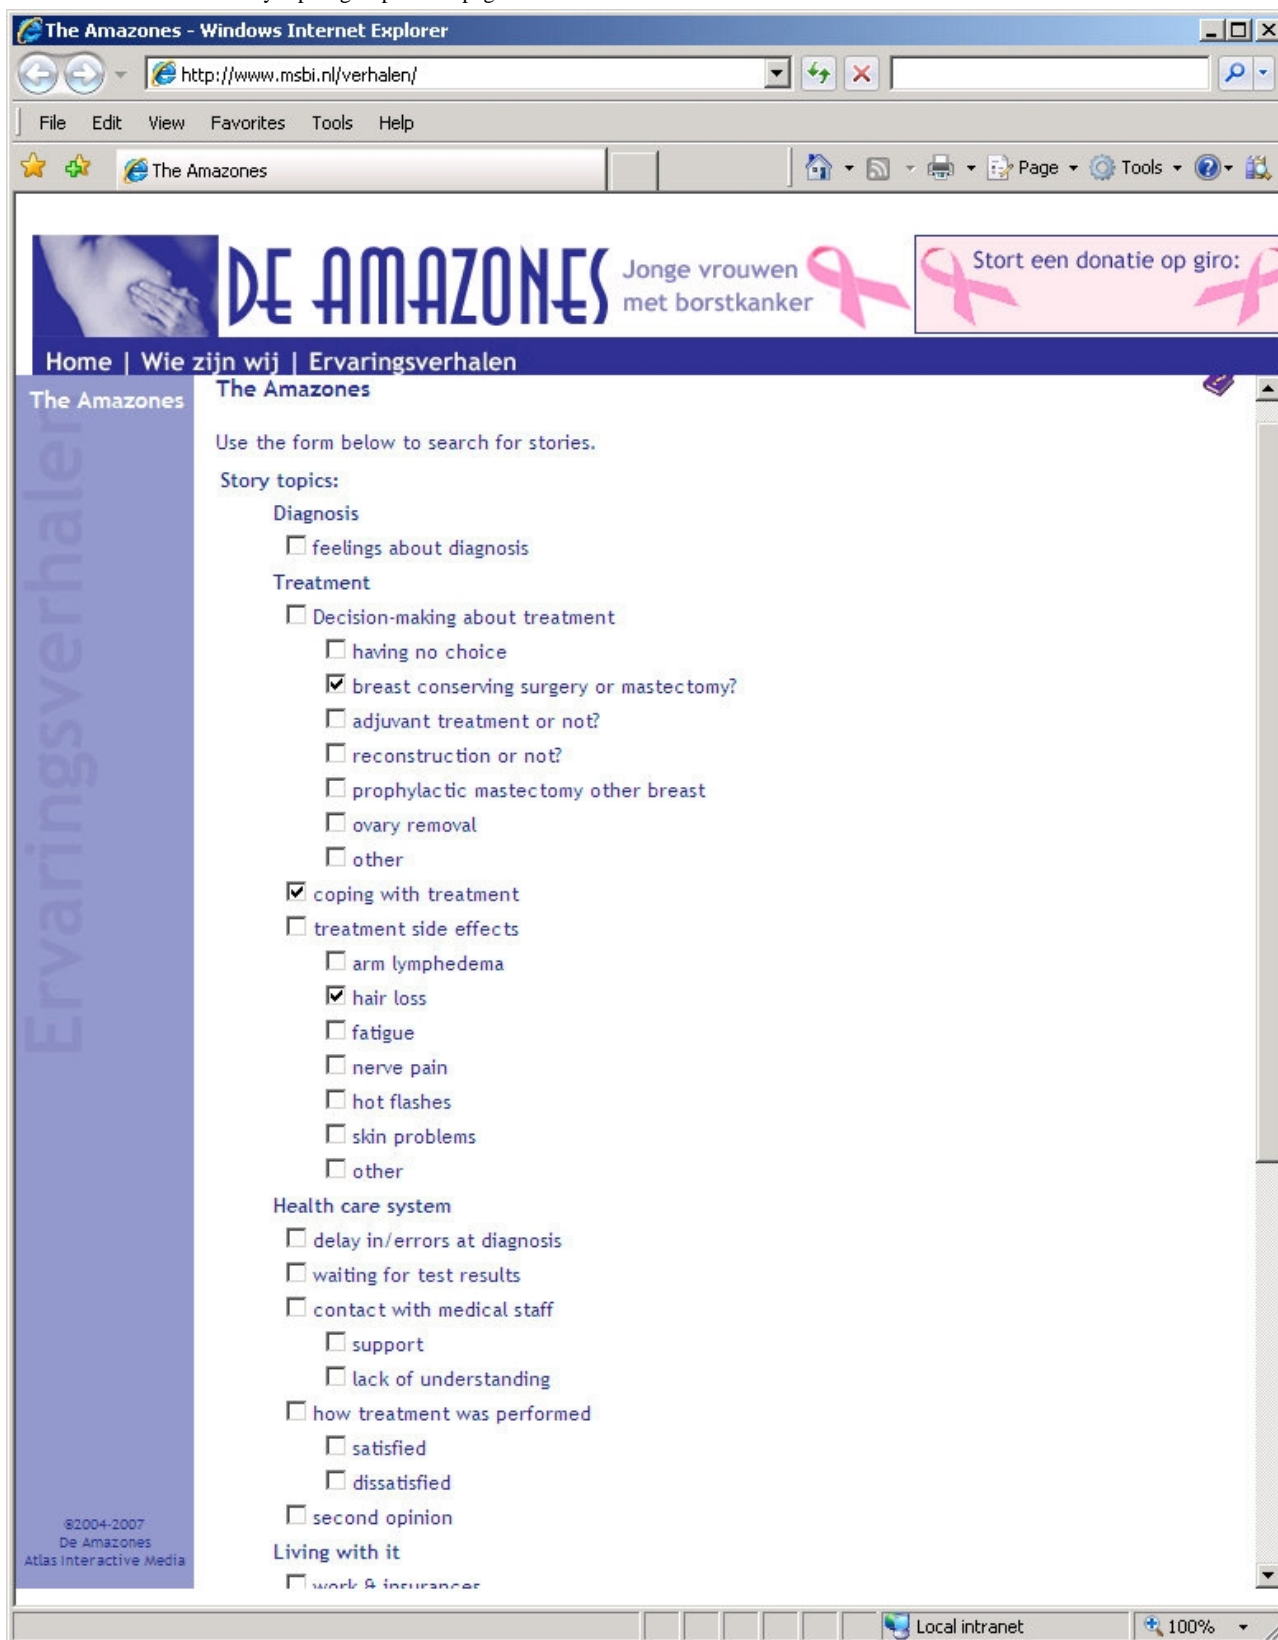 The Amazones - Windows Internet Explorer
http://www.msbi.nl/verhalen/
File Edit View Favorites Tools Help
The Amazones
Page Tools
DE AMAZONES
Jonge vrouwen
met borstkanker
Stort een donatie op giro:
Home | Wie zijn wij | Ervaringsverhalen
The Amazones
Ervaringsverhalen
The Amazones
Use the form below to search for stories.
Story topics:
Diagnosis
feelings about diagnosis
Treatment
Decision-making about treatment
having no choice
breast conserving surgery or mastectomy?
adjuvant treatment or not?
reconstruction or not?
prophylactic mastectomy other breast
ovary removal
other
coping with treatment
treatment side effects
arm lymphedema
hair loss
fatigue
nerve pain
hot flashes
skin problems
other
Health care system
delay in/errors at diagnosis
waiting for test results
contact with medical staff
support
lack of understanding
how treatment was performed
satisfied
dissatisfied
second opinion
Living with it
work & insurances
©2004-2007
De Amazones
Atlas Interactive Media
Local intranet
100%